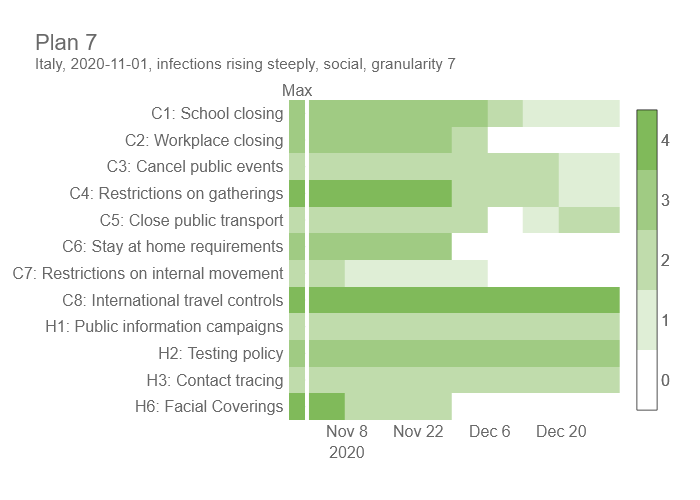 Plan 7
Italy, 2020-11-01, infections rising steeply, social, granularity 7
Max
C1: School closing
C2: Workplace closing
C3: Cancel public events
C4: Restrictions on gatherings
C5: Close public transport
C6: Stay at home requirements
C7: Restrictions on internal movement
C8: International travel controls
H1: Public information campaigns
H2: Testing policy
H3: Contact tracing
H6: Facial Coverings
Nov 8 Nov 22 Dec 6 Dec 20
2020
4
3
2
1
0